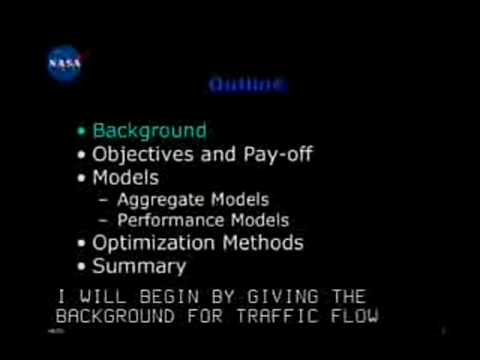 NASA
Outline
• Background
• Objectives and Pay-off
• Models
– Aggregate Models
– Performance Models
• Optimization Methods
• Summary
I WILL BEGIN BY GIVING THE
BACKGROUND FOR TRAFFIC FLOW